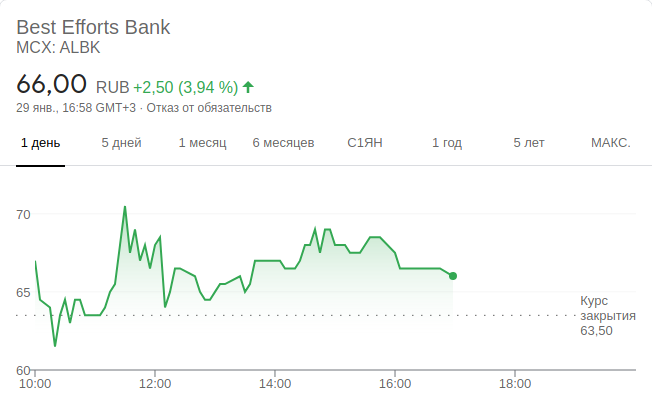 Best Efforts Bank
MCX: ALBK
66,00 RUB +2,50 (3,94 %)
29 янв., 16:58 GMT+3 · Отказ от обязательств
1 день 5 дней 1 месяц 6 месяцев С1ЯН 1 год 5 лет МАКС.
70
65
Курс
закрытия
63,50
60
10:00 12:00 14:00 16:00 18:00